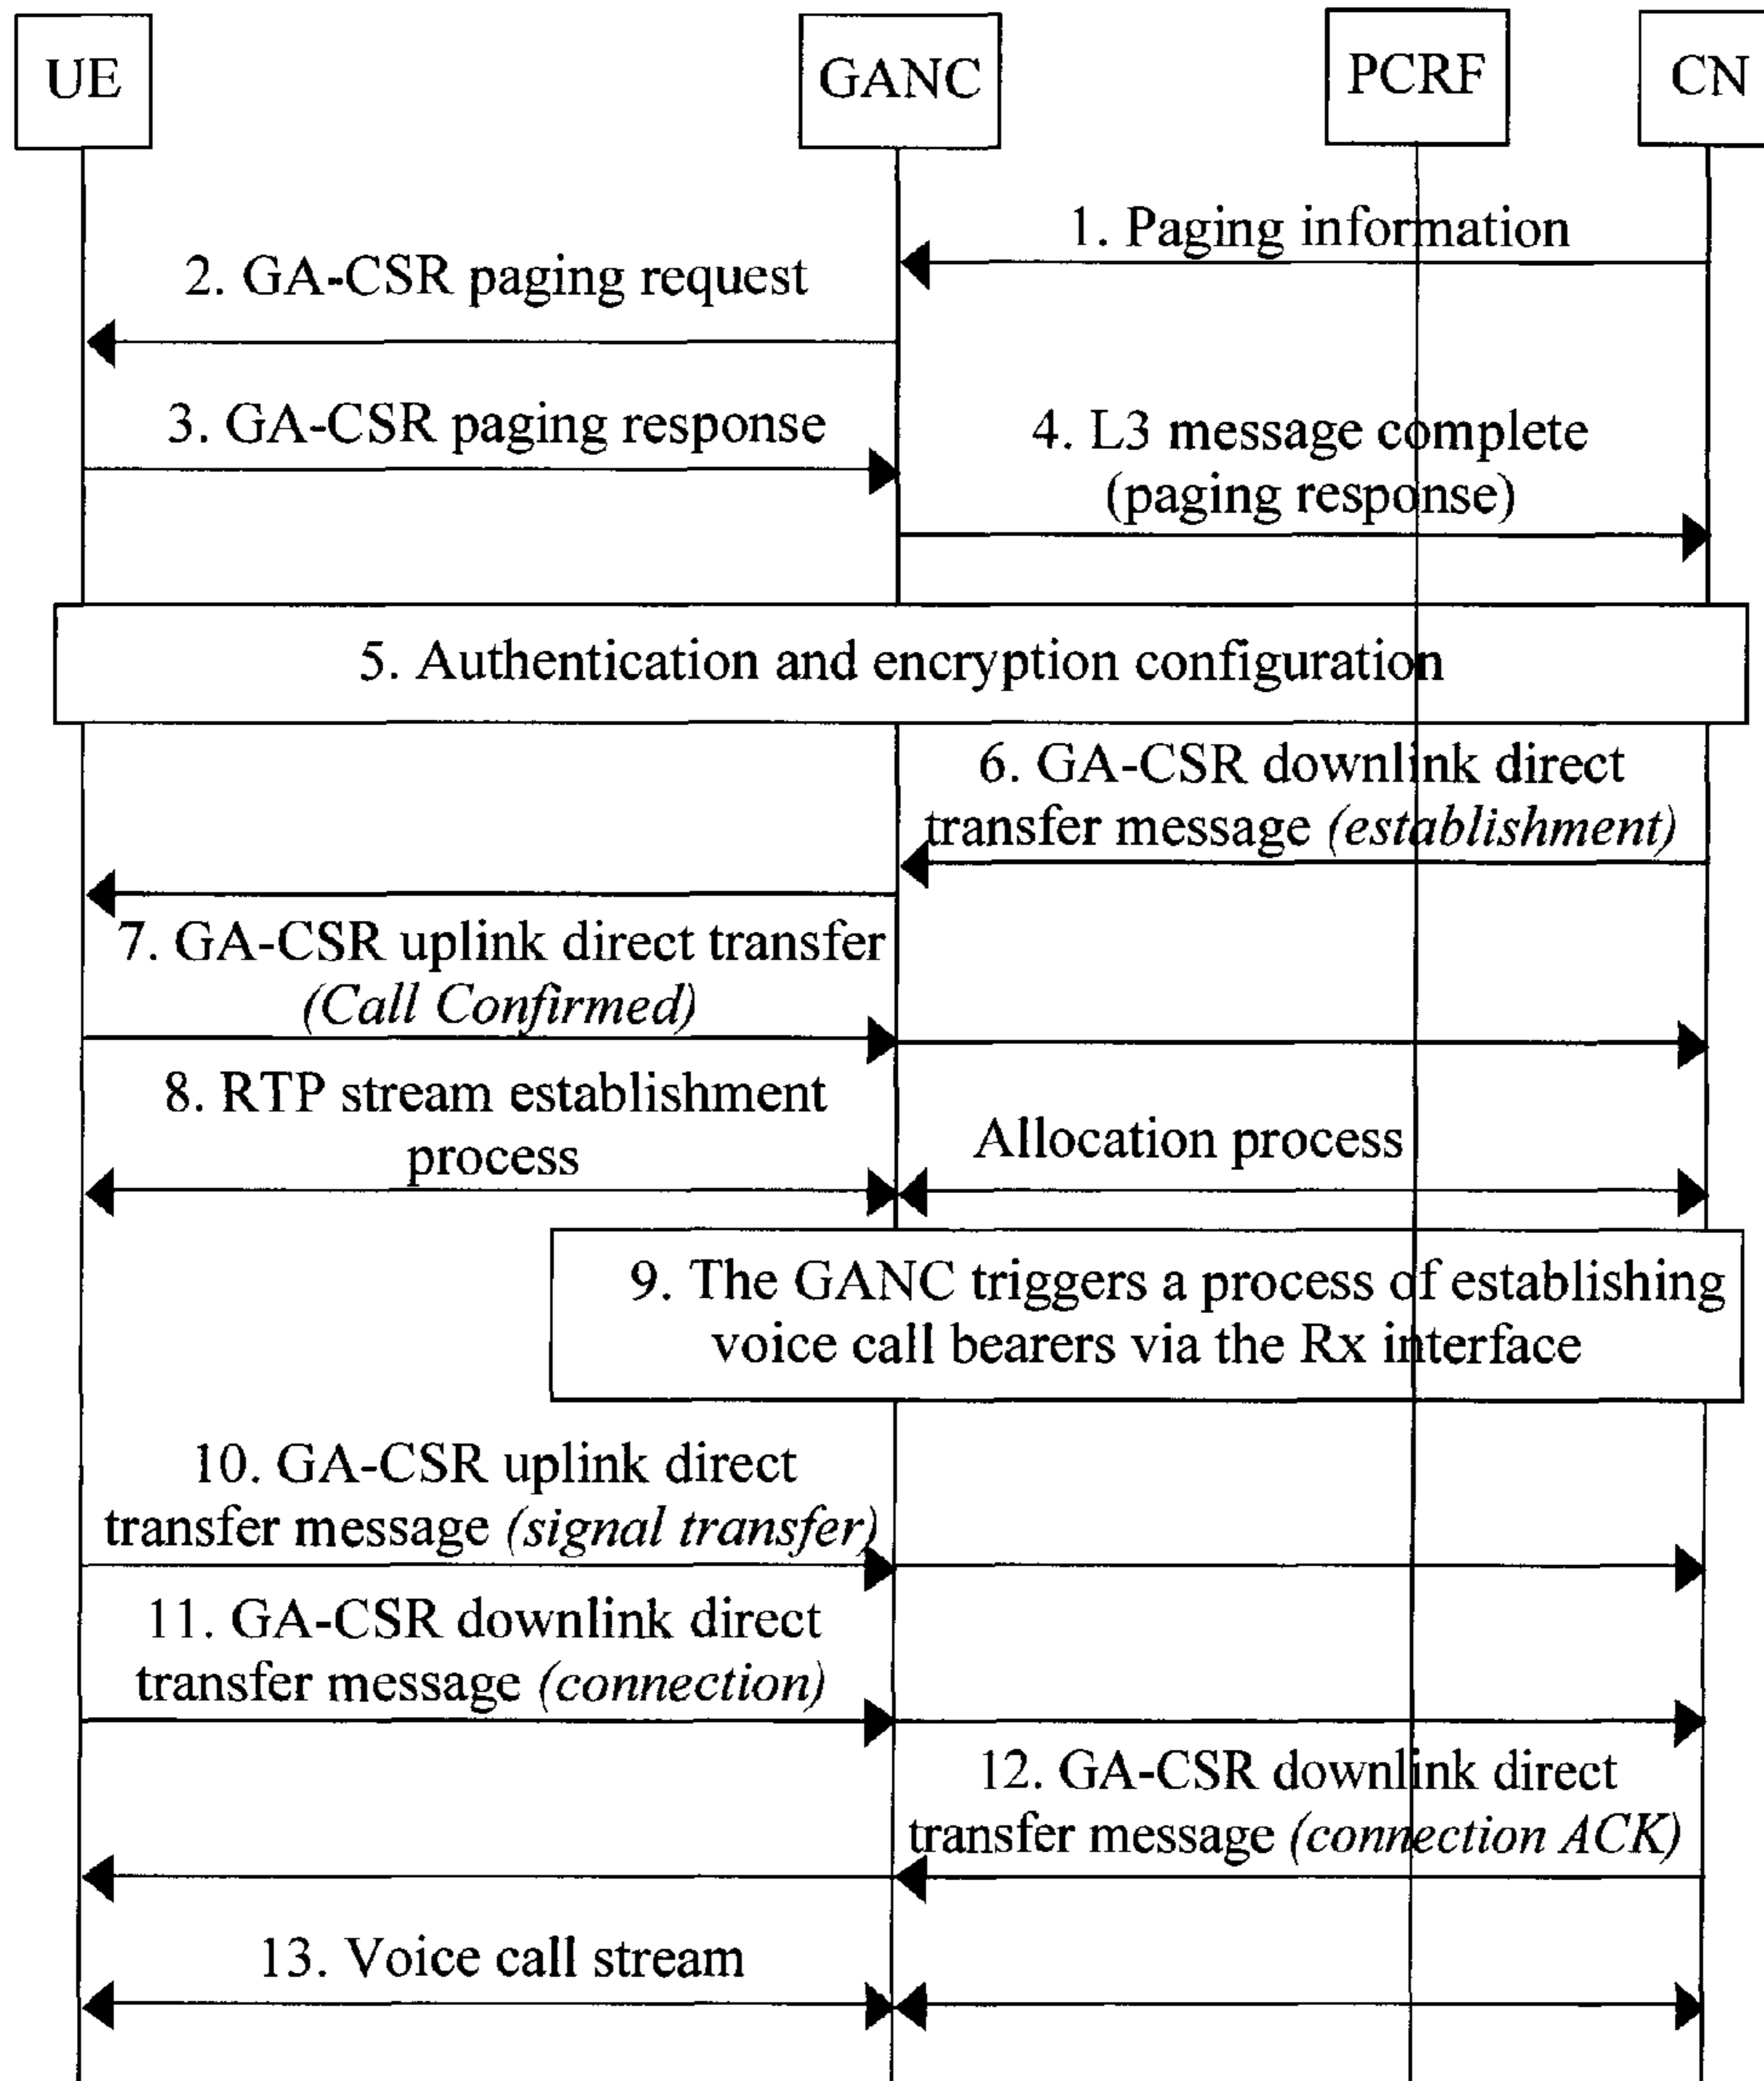 UE
GANC
PCRF
CN
1. Paging information
2. GA-CSR paging request
3. GA-CSR paging response
4. L3 message complete
(paging response)
5. Authentication and encryption configuration
6. GA-CSR downlink direct
transfer message (establishment)
7. GA-CSR uplink direct transfer
(Call Confirmed)
8. RTP stream establishment
process
Allocation process
9. The GANC triggers a process of establishing
voice call bearers via the Rx interface
10. GA-CSR uplink direct
transfer message (signal transfer)
11. GA-CSR downlink direct
transfer message (connection)
12. GA-CSR downlink direct
transfer message (connection ACK)
13. Voice call stream